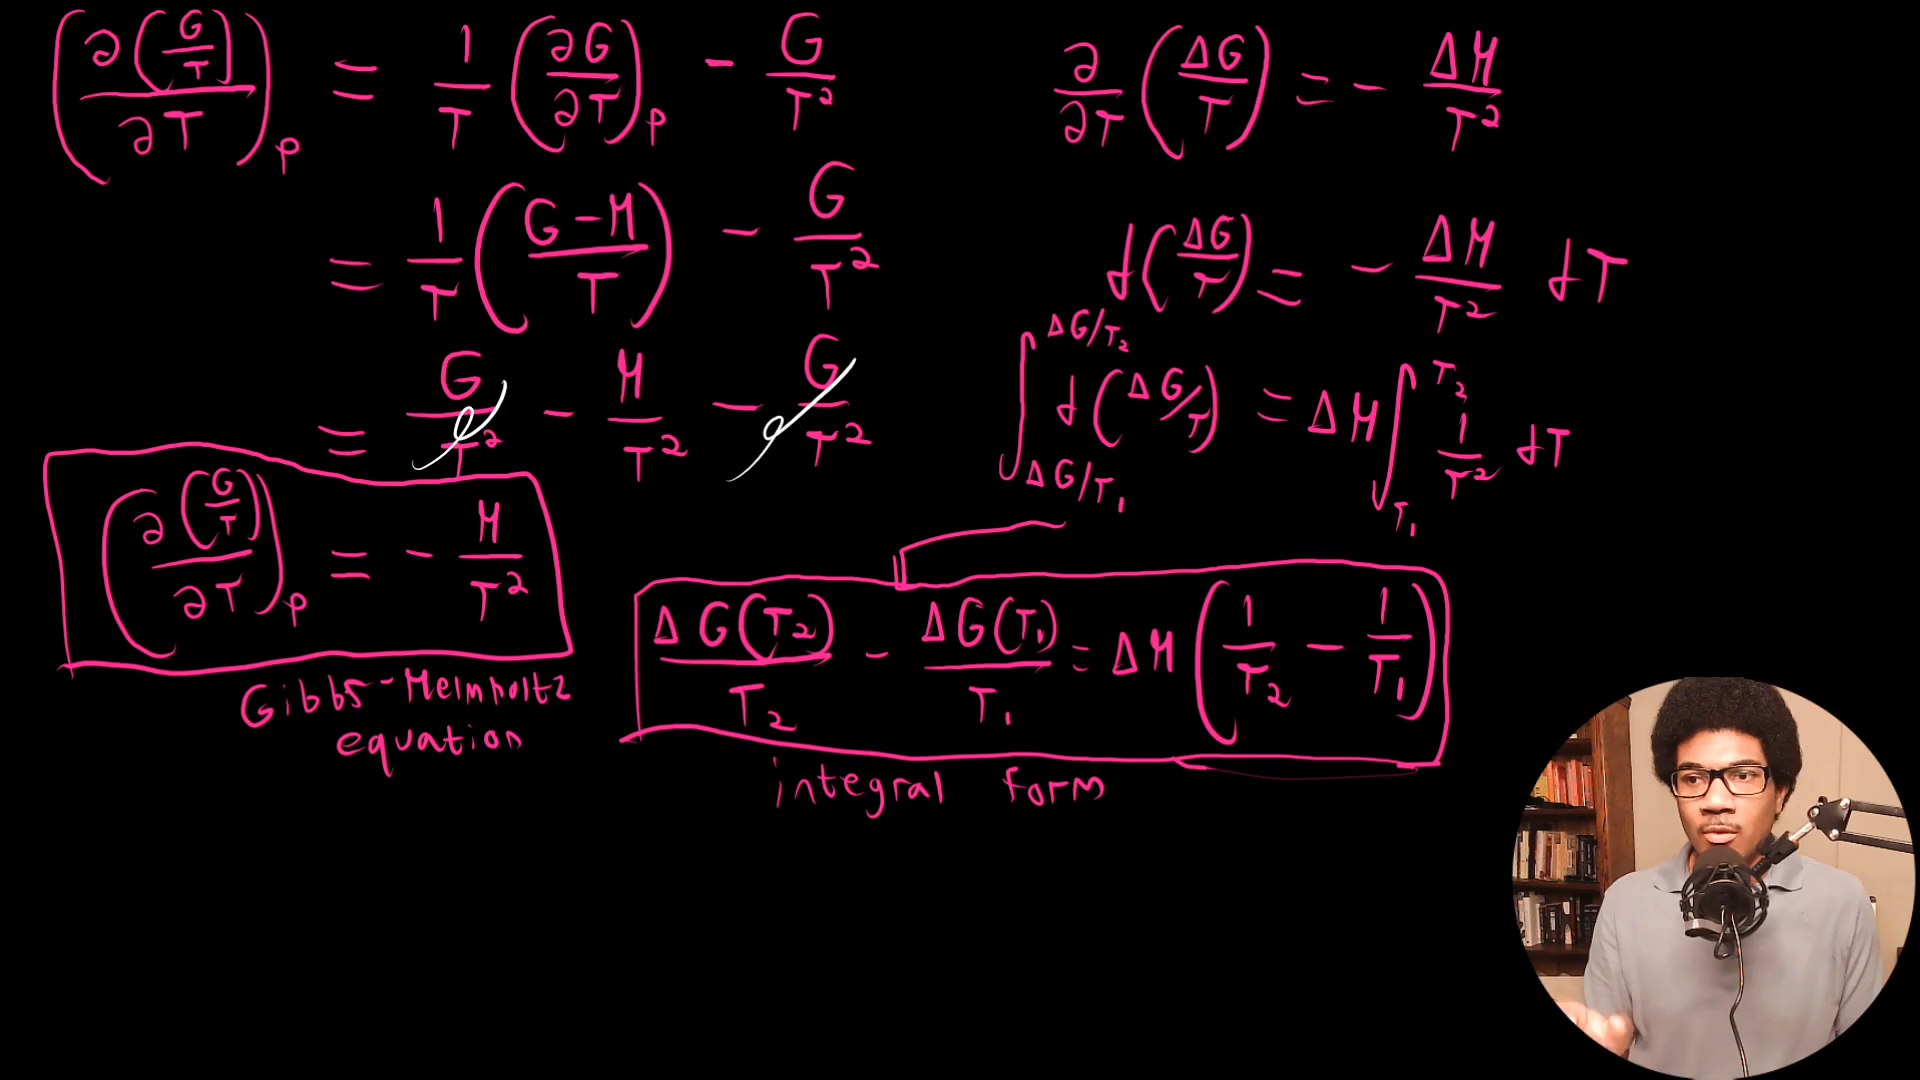 (∂(G/T)/∂T)_P = 1/T (∂G/∂T)_P - G/T²
= 1/T ((G-H)/T) - G/T²
= G/T² - H/T² - G/T²
(∂(G/T)/∂T)_P = - H/T²
Gibbs-Helmholtz
equation
∂/∂T (ΔG/T) = - ΔH/T²
d(ΔG/T) = - ΔH/T² dT
∫_{ΔG/T₁}^{ΔG/T₂} d(ΔG/T) = ΔH ∫_{T₁}^{T₂} 1/T² dT
ΔG(T₂)/T₂ - ΔG(T₁)/T₁ = ΔH (1/T₂ - 1/T₁)
integral form